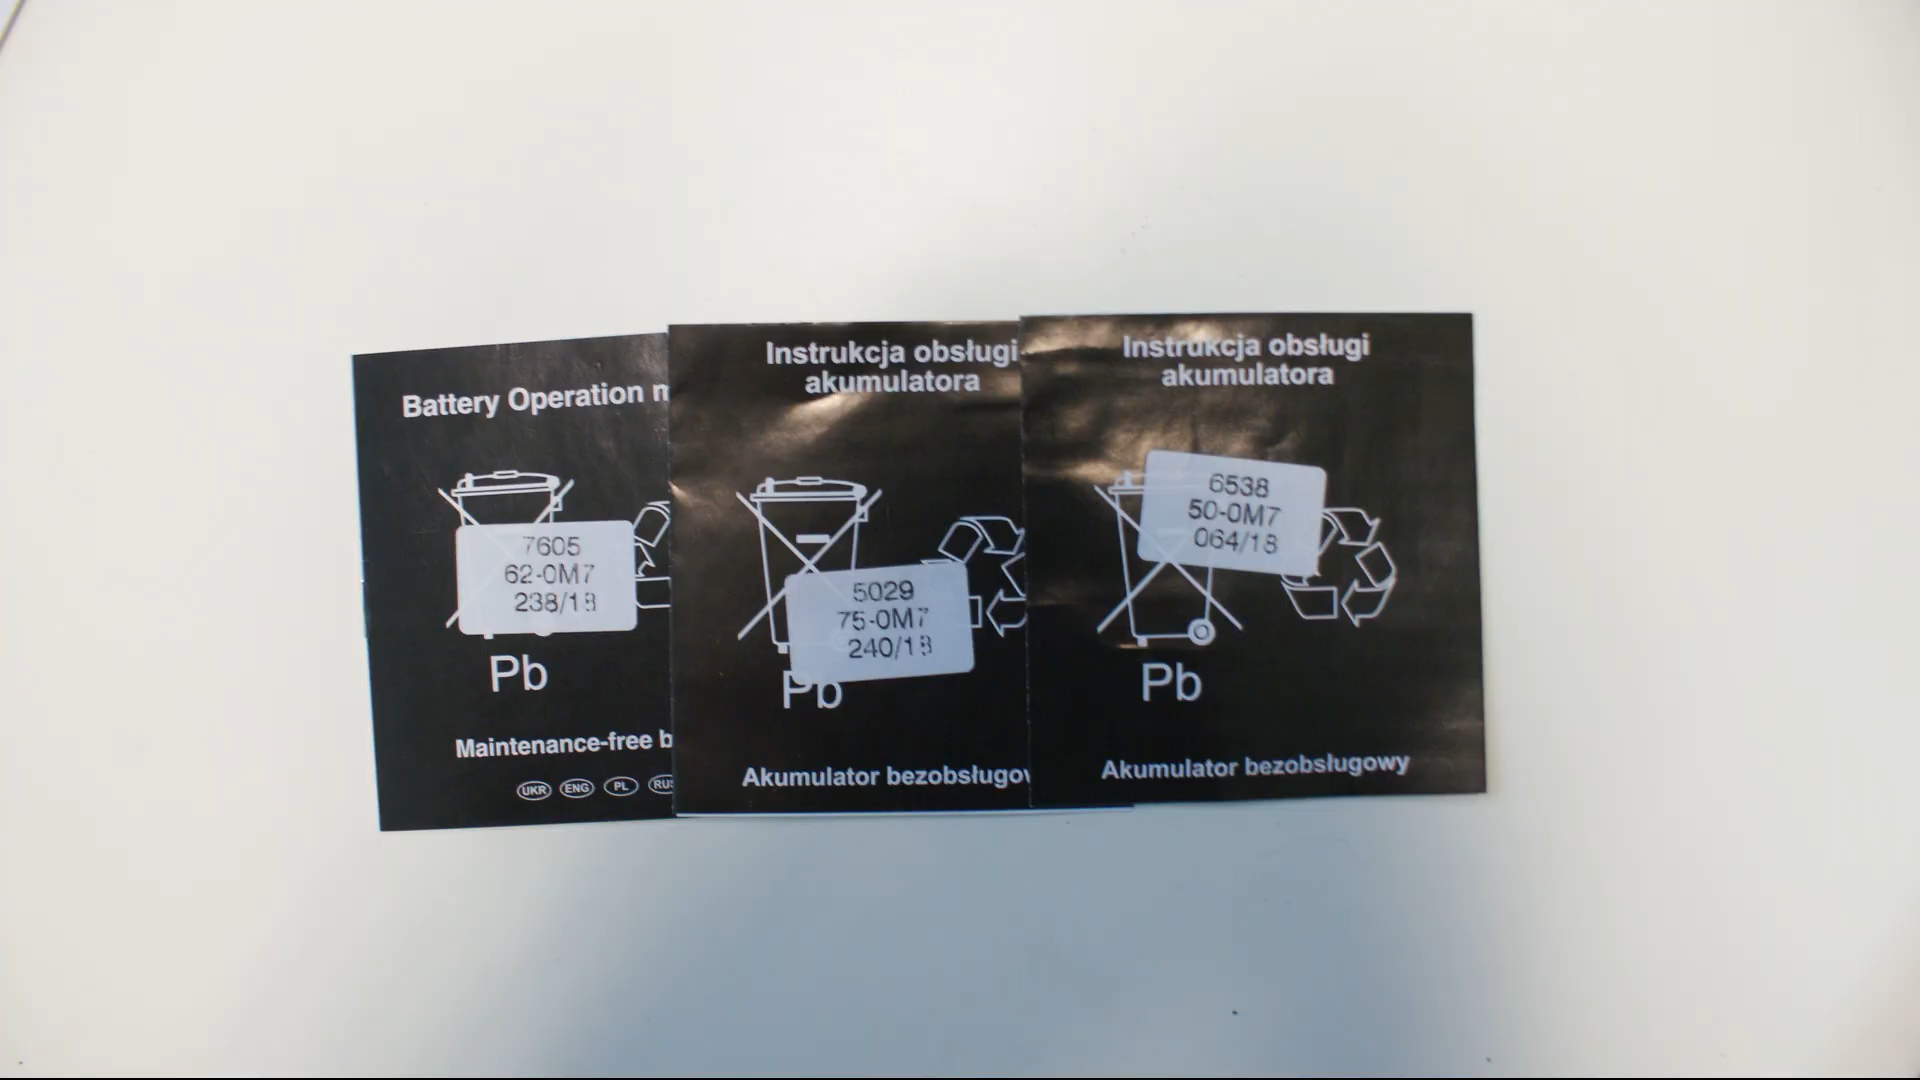 Battery Operation m
7605
62-0M7
238/18
Pb
Maintenance-free b
UKR ENG PL RUS
Instrukcja obsługi
akumulatora
5029
75-0M7
240/18
Pb
Akumulator bezobsługow
Instrukcja obsługi
akumulatora
6538
50-0M7
064/18
Pb
Akumulator bezobsługowy